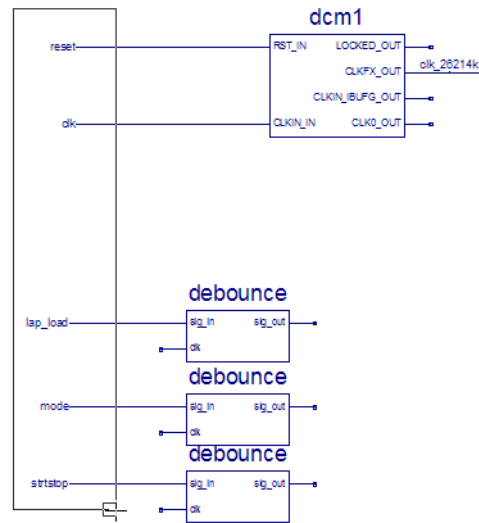 dcm1
reset RST_IN LOCKED_OUT
CLKFX_OUT clk_26214k
CLKIN_IBUFG_OUT
clk CLKIN_IN CLK0_OUT
debounce
lap_load sig_in sig_out
clk
debounce
mode sig_in sig_out
clk
debounce
strtstop sig_in sig_out
clk